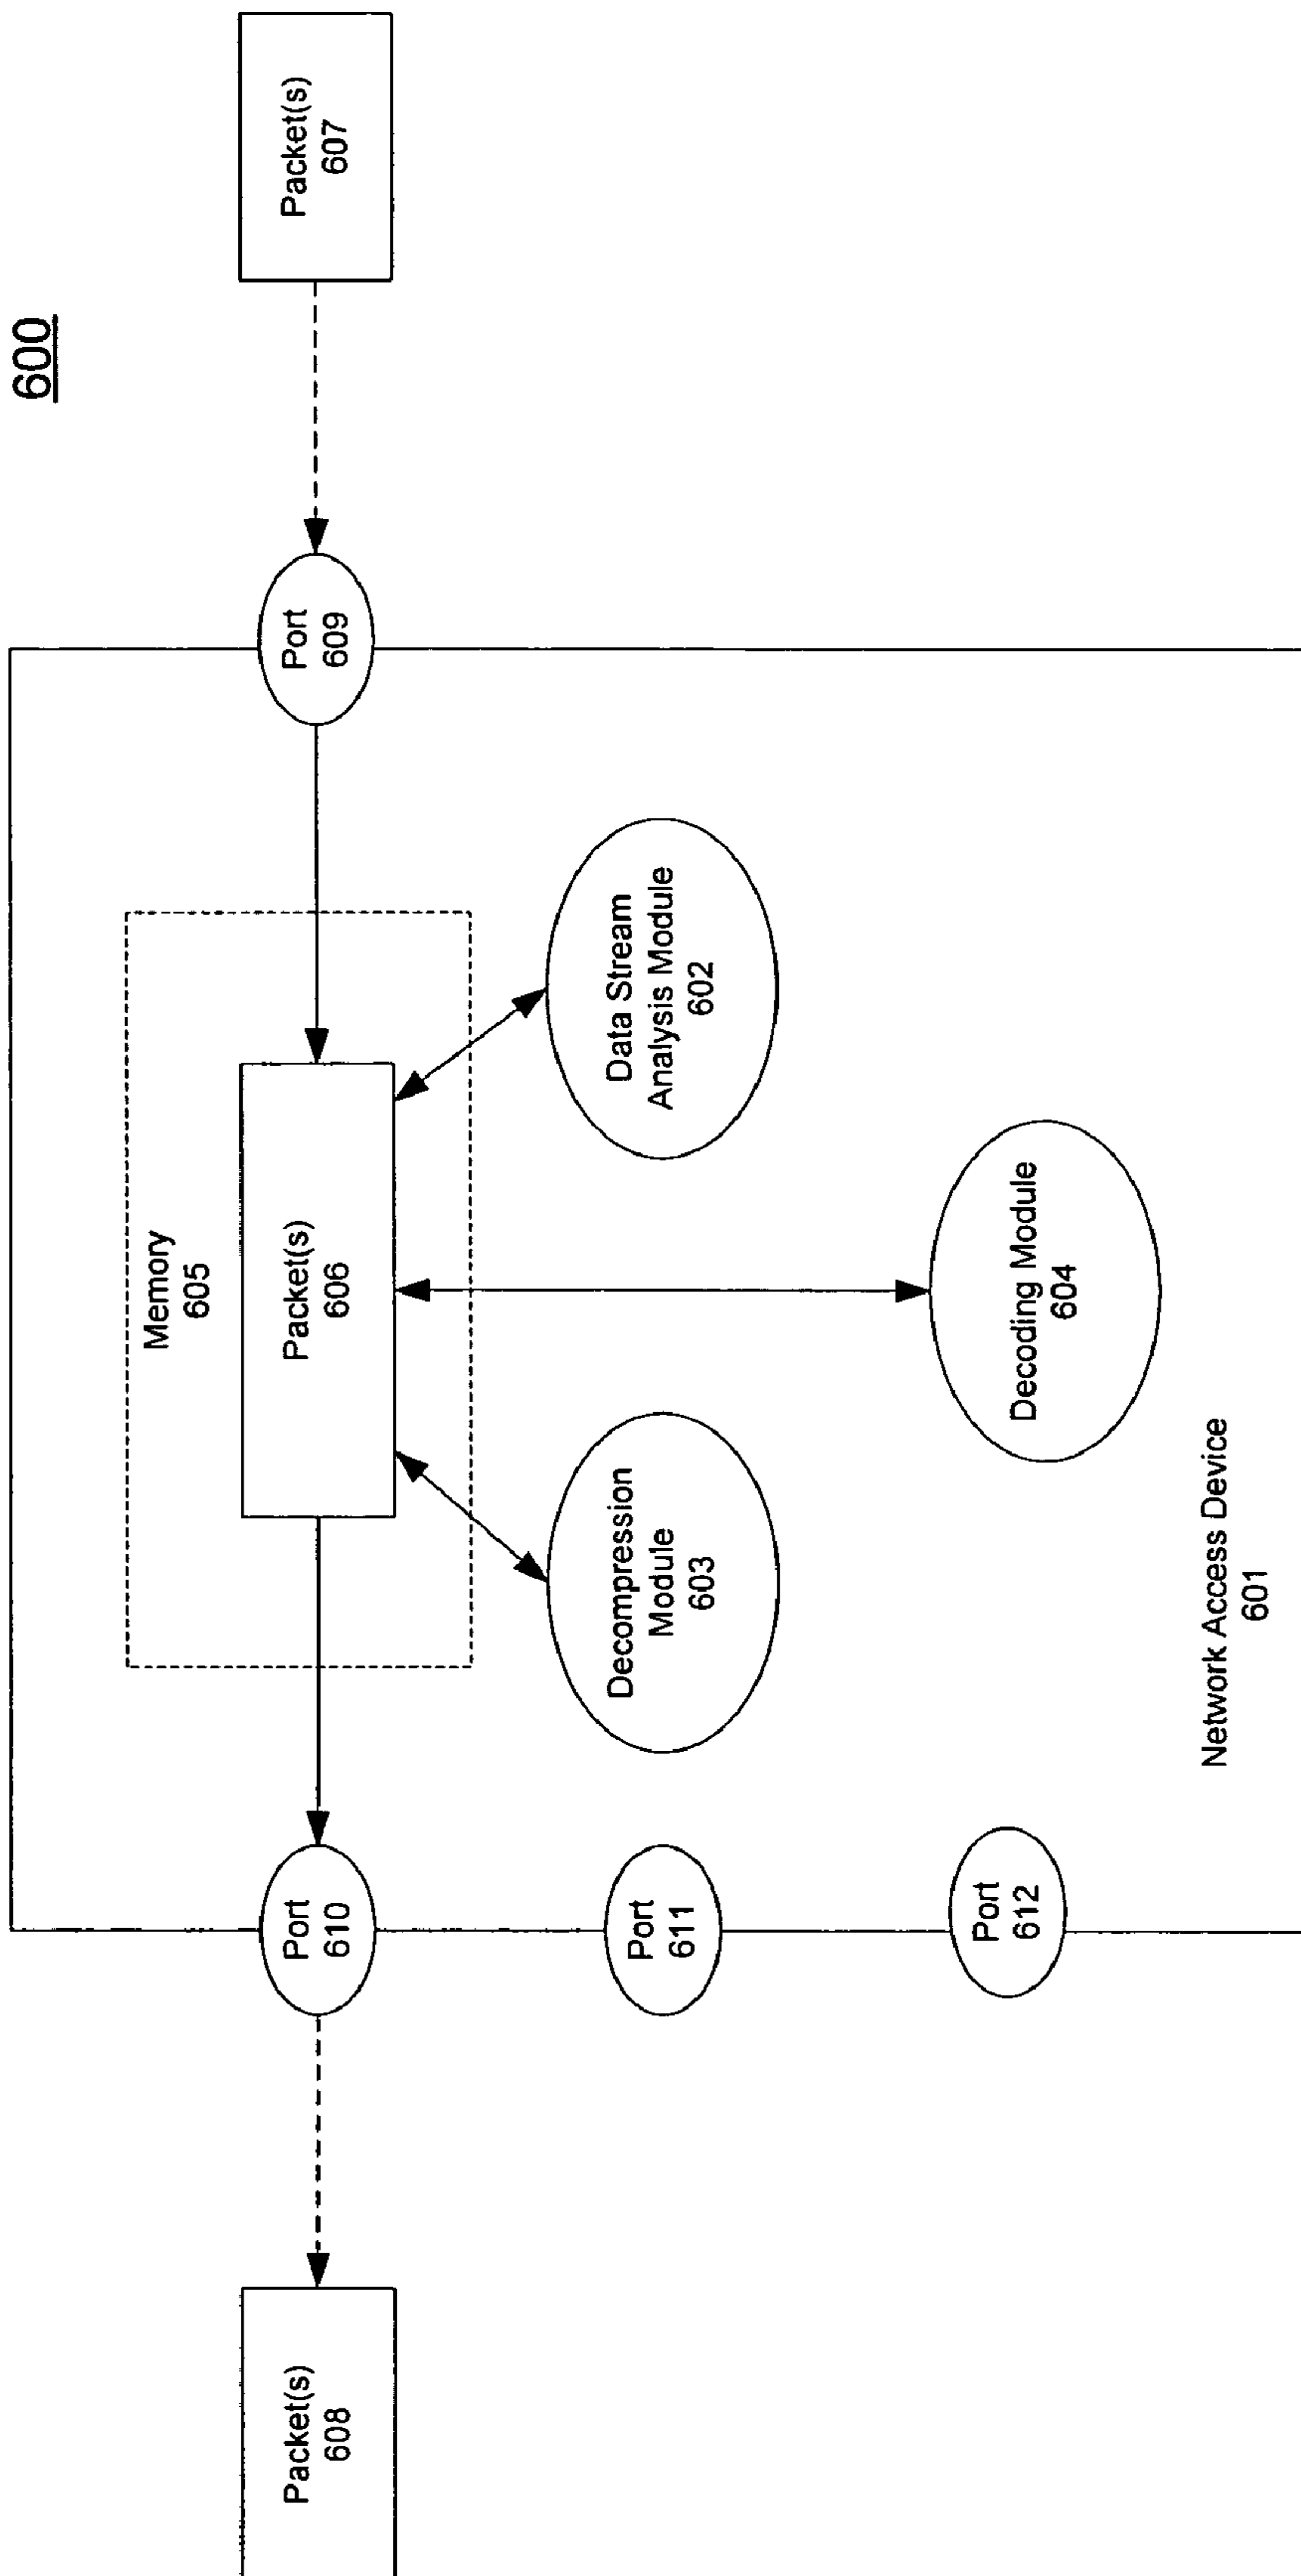 600
Packet(s)
608
Port
610
Memory
605
Packet(s)
606
Port
609
Packet(s)
607
Port
611
Decompression
Module
603
Data Stream
Analysis Module
602
Port
612
Decoding Module
604
Network Access Device
601